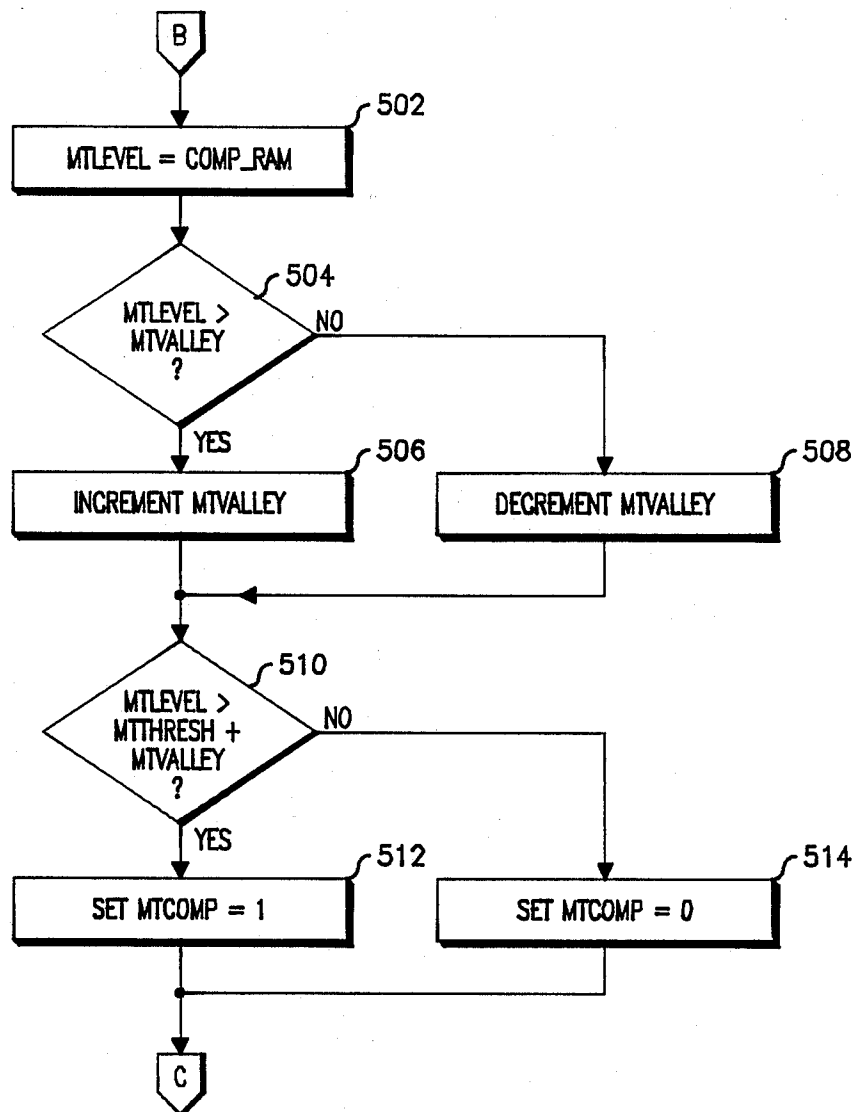 B
502
MTLEVEL = COMP_RAM
504
MTLEVEL >
MTVALLEY
?
NO
YES
506
INCREMENT MTVALLEY
508
DECREMENT MTVALLEY
510
MTLEVEL >
MTTHRESH +
MTVALLEY
?
NO
YES
512
SET MTCOMP = 1
514
SET MTCOMP = 0
C